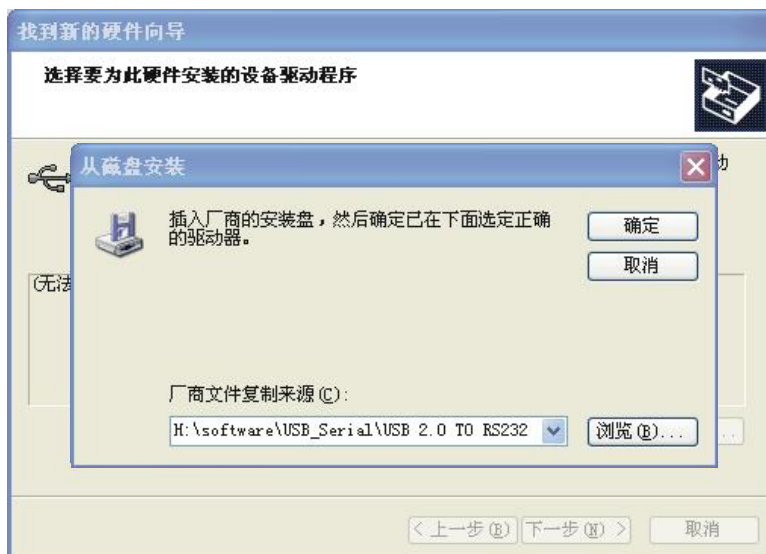 找到新的硬件向导
选择要为此硬件安装的设备驱动程序
动
从磁盘安装
插入厂商的安装盘，然后确定已在下面选定正确
的驱动器。
确定
取消
(无法
厂商文件复制来源(C):
H:\software\USB_Serial\USB 2.0 TO RS232
浏览(B)...
< 上一步(B)
下一步(N) >
取消